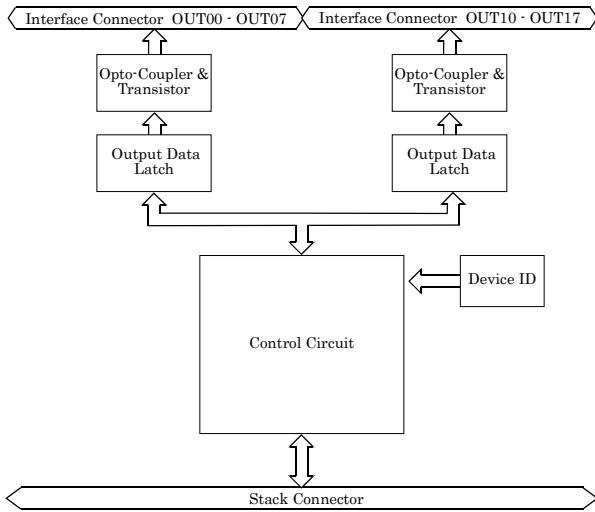 Interface Connector OUT00 - OUT07
Interface Connector OUT10 - OUT17
Opto-Coupler &
Transistor
Opto-Coupler &
Transistor
Output Data
Latch
Output Data
Latch
Device ID
Control Circuit
Stack Connector